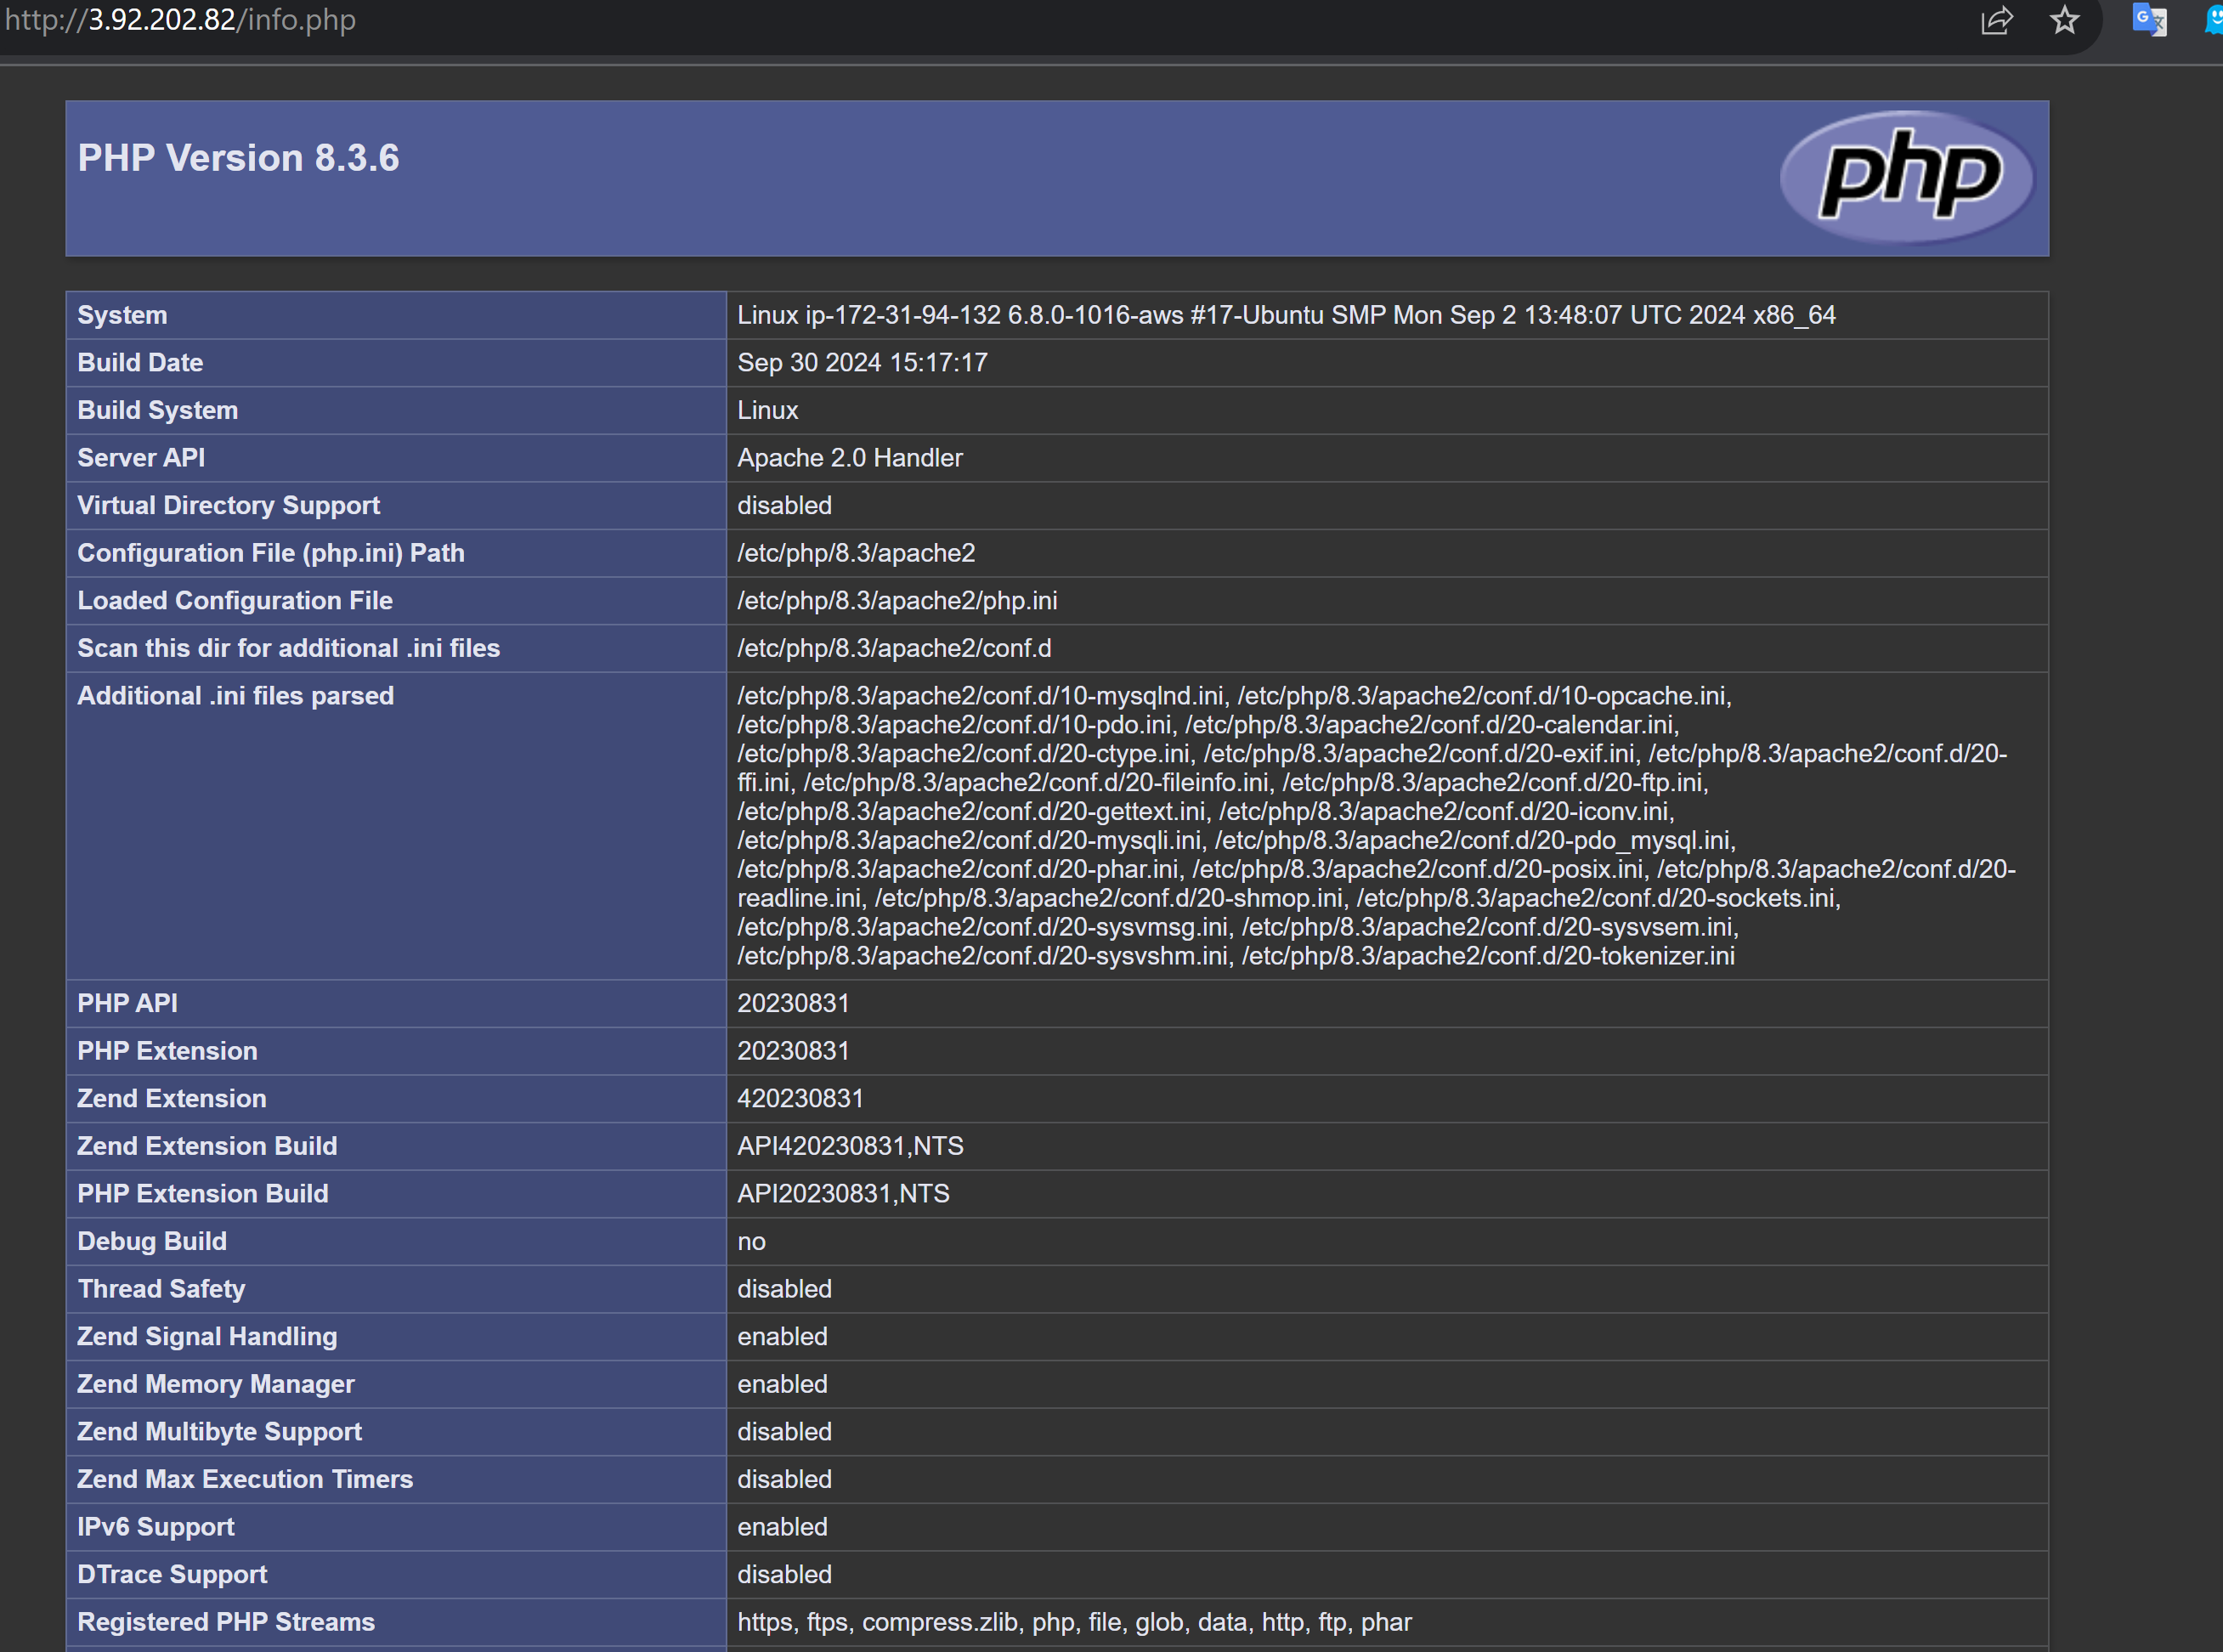 http://3.92.202.82/info.php
PHP Version 8.3.6
php
System Linux ip-172-31-94-132 6.8.0-1016-aws #17-Ubuntu SMP Mon Sep 2 13:48:07 UTC 2024 x86_64
Build Date Sep 30 2024 15:17:17
Build System Linux
Server API Apache 2.0 Handler
Virtual Directory Support disabled
Configuration File (php.ini) Path /etc/php/8.3/apache2
Loaded Configuration File /etc/php/8.3/apache2/php.ini
Scan this dir for additional .ini files /etc/php/8.3/apache2/conf.d
Additional .ini files parsed /etc/php/8.3/apache2/conf.d/10-mysqlnd.ini, /etc/php/8.3/apache2/conf.d/10-opcache.ini,
/etc/php/8.3/apache2/conf.d/10-pdo.ini, /etc/php/8.3/apache2/conf.d/20-calendar.ini,
/etc/php/8.3/apache2/conf.d/20-ctype.ini, /etc/php/8.3/apache2/conf.d/20-exif.ini, /etc/php/8.3/apache2/conf.d/20-
ffi.ini, /etc/php/8.3/apache2/conf.d/20-fileinfo.ini, /etc/php/8.3/apache2/conf.d/20-ftp.ini,
/etc/php/8.3/apache2/conf.d/20-gettext.ini, /etc/php/8.3/apache2/conf.d/20-iconv.ini,
/etc/php/8.3/apache2/conf.d/20-mysqli.ini, /etc/php/8.3/apache2/conf.d/20-pdo_mysql.ini,
/etc/php/8.3/apache2/conf.d/20-phar.ini, /etc/php/8.3/apache2/conf.d/20-posix.ini, /etc/php/8.3/apache2/conf.d/20-
readline.ini, /etc/php/8.3/apache2/conf.d/20-shmop.ini, /etc/php/8.3/apache2/conf.d/20-sockets.ini,
/etc/php/8.3/apache2/conf.d/20-sysvmsg.ini, /etc/php/8.3/apache2/conf.d/20-sysvsem.ini,
/etc/php/8.3/apache2/conf.d/20-sysvshm.ini, /etc/php/8.3/apache2/conf.d/20-tokenizer.ini
PHP API 20230831
PHP Extension 20230831
Zend Extension 420230831
Zend Extension Build API420230831,NTS
PHP Extension Build API20230831,NTS
Debug Build no
Thread Safety disabled
Zend Signal Handling enabled
Zend Memory Manager enabled
Zend Multibyte Support disabled
Zend Max Execution Timers disabled
IPv6 Support enabled
DTrace Support disabled
Registered PHP Streams https, ftps, compress.zlib, php, file, glob, data, http, ftp, phar